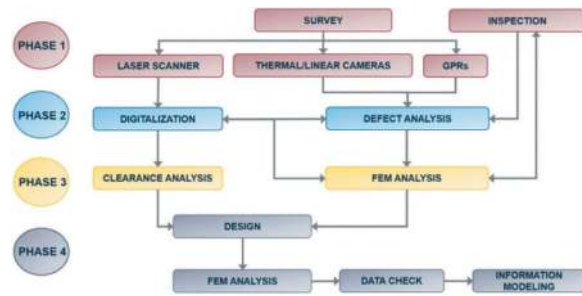 SURVEY
INSPECTION
PHASE 1
LASER SCANNER
THERMAL/LINEAR CAMERAS
GPRs
PHASE 2
DIGITALIZATION
DEFECT ANALYSIS
PHASE 3
CLEARANCE ANALYSIS
FEM ANALYSIS
DESIGN
PHASE 4
FEM ANALYSIS
DATA CHECK
INFORMATION
MODELING